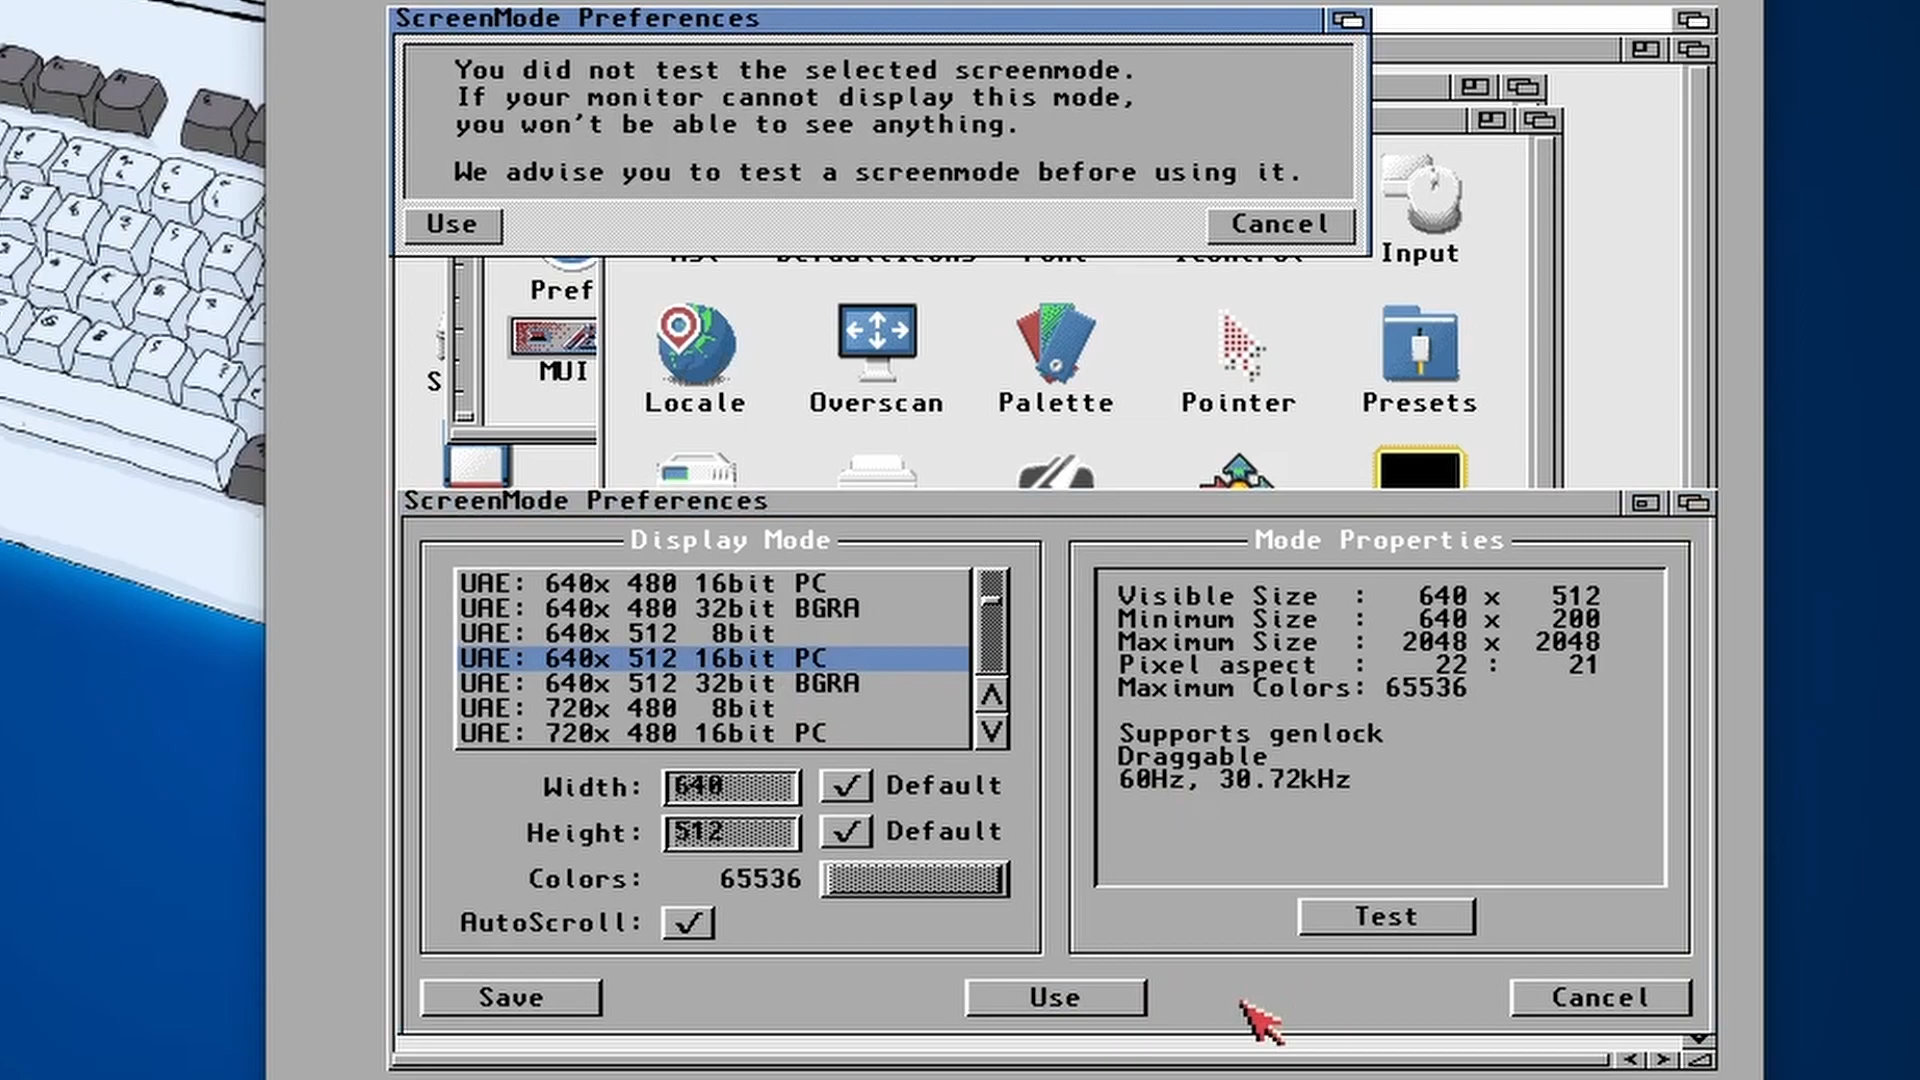 ScreenMode Preferences
You did not test the selected screenmode.
If your monitor cannot display this mode,
you won't be able to see anything.
We advise you to test a screenmode before using it.
Use
Cancel
Input
Pref
MUI
S
Locale
Overscan
Palette
Pointer
Presets
ScreenMode Preferences
Display Mode
UAE: 640x 480 16bit PC
UAE: 640x 480 32bit BGRA
UAE: 640x 512 8bit
UAE: 640x 512 16bit PC
UAE: 640x 512 32bit BGRA
UAE: 720x 480 8bit
UAE: 720x 480 16bit PC
Width: 640 Default
Height: 512 Default
Colors: 65536
AutoScroll:
Mode Properties
Visible Size : 640 x 512
Minimum Size : 640 x 200
Maximum Size : 2048 x 2048
Pixel aspect : 22 : 21
Maximum Colors: 65536
Supports genlock
Draggable
60Hz, 30.72kHz
Test
Save
Use
Cancel